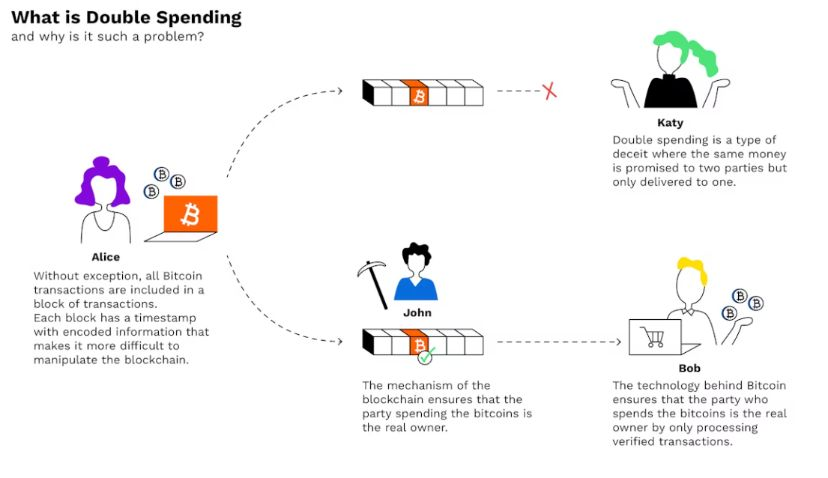 What is Double Spending
and why is it such a problem?
Katy
Double spending is a type of
deceit where the same money
is promised to two parties but
only delivered to one.
Alice
Without exception, all Bitcoin
transactions are included in a
block of transactions.
Each block has a timestamp
with encoded information that
makes it more difficult to
manipulate the blockchain.
John
The mechanism of the
blockchain ensures that the
party spending the bitcoins is
the real owner.
Bob
The technology behind Bitcoin
ensures that the party who
spends the bitcoins is the real
owner by only processing
verified transactions.